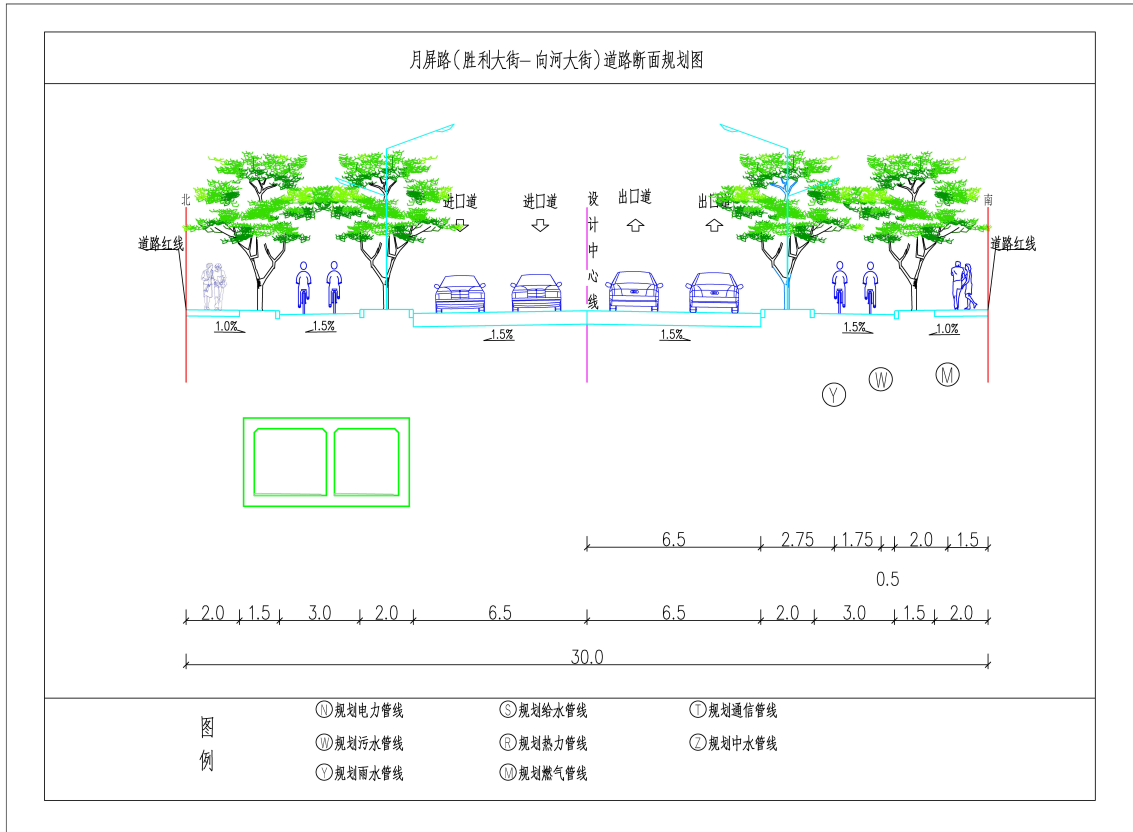 月屏路(胜利大街—向河大街)道路断面规划图
北 进口道 进口道 设计中心线 出口道 出口道 南
道路红线 道路红线
1.0% 1.5% 1.5% 1.5% 1.5% 1.0%
Y W M
6.5 2.75 1.75 2.0 1.5
0.5
2.0 1.5 3.0 2.0 6.5 6.5 2.0 3.0 1.5 2.0
30.0
图例
N 规划电力管线 S 规划给水管线 T 规划通信管线
W 规划污水管线 R 规划热力管线 Z 规划中水管线
Y 规划雨水管线 M 规划燃气管线